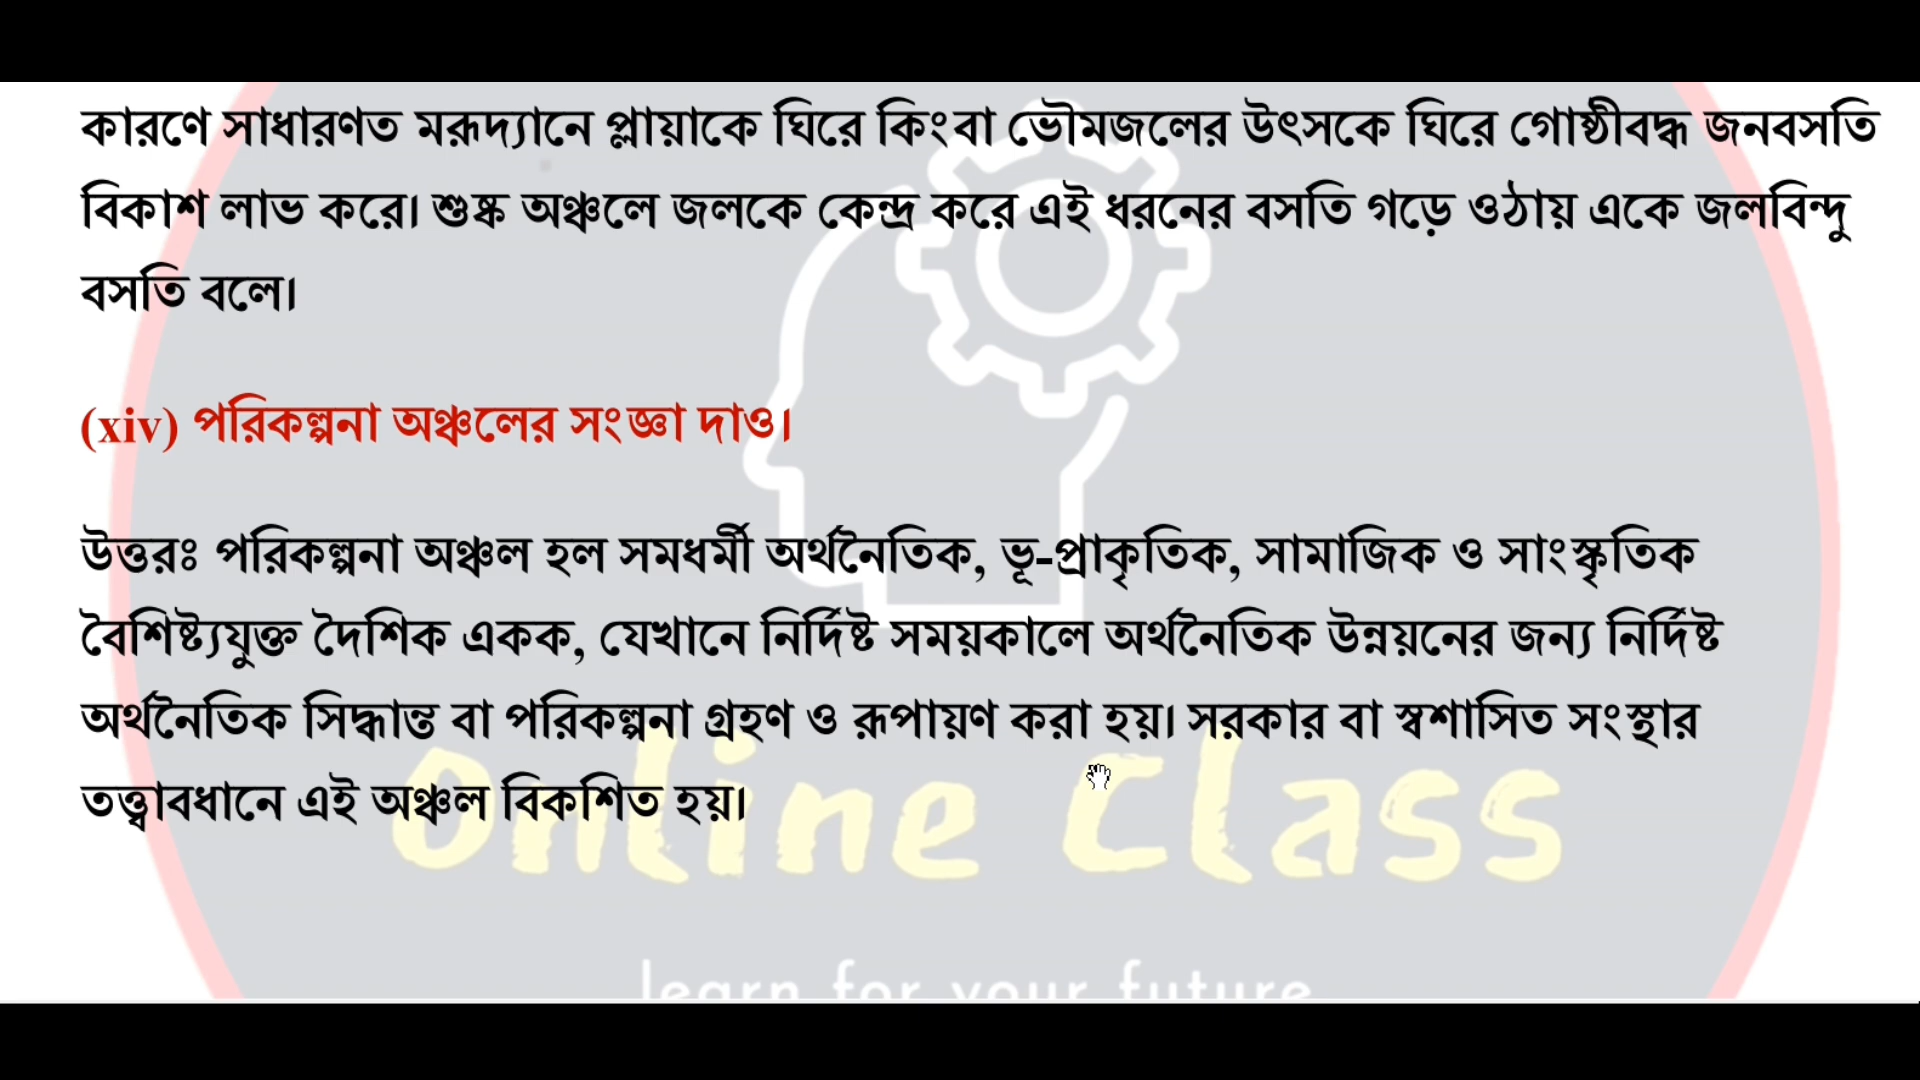 কারণে সাধারণত মরূদ্যানে প্লায়াকে ঘিরে কিংবা ভৌমজলের উৎসকে ঘিরে গোষ্ঠীবদ্ধ জনবসতি
বিকাশ লাভ করে। শুষ্ক অঞ্চলে জলকে কেন্দ্র করে এই ধরনের বসতি গড়ে ওঠায় একে জলবিন্দু
বসতি বলে।
(xiv) পরিকল্পনা অঞ্চলের সংজ্ঞা দাও।
উত্তরঃ পরিকল্পনা অঞ্চল হল সমধর্মী অর্থনৈতিক, ভূ-প্রাকৃতিক, সামাজিক ও সাংস্কৃতিক
বৈশিষ্ট্যযুক্ত দৈশিক একক, যেখানে নির্দিষ্ট সময়কালে অর্থনৈতিক উন্নয়নের জন্য নির্দিষ্ট
অর্থনৈতিক সিদ্ধান্ত বা পরিকল্পনা গ্রহণ ও রূপায়ণ করা হয়। সরকার বা স্বশাসিত সংস্থার
তত্ত্বাবধানে এই অঞ্চল বিকশিত হয়।
Online Class
learn for your future